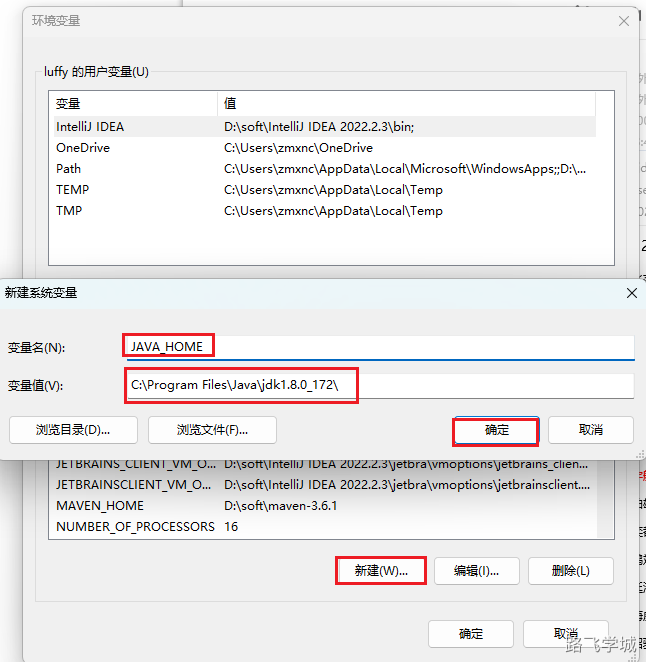 环境变量
luffy 的用户变量(U)
变量 值
IntelliJ IDEA D:\soft\IntelliJ IDEA 2022.2.3\bin;
OneDrive C:\Users\zmxnc\OneDrive
Path C:\Users\zmxnc\AppData\Local\Microsoft\WindowsApps;;D:\...
TEMP C:\Users\zmxnc\AppData\Local\Temp
TMP C:\Users\zmxnc\AppData\Local\Temp
新建系统变量
变量名(N): JAVA_HOME
变量值(V): C:\Program Files\Java\jdk1.8.0_172\
浏览目录(D)... 浏览文件(F)... 确定 取消
JETBRAINS_CLIENT_VM_O... D:\soft\IntelliJ IDEA 2022.2.3\jetbra\vmoptions\jetbrains_clien...
JETBRAINSCLIENT_VM_O... D:\soft\IntelliJ IDEA 2022.2.3\jetbra\vmoptions\jetbrainsclient....
MAVEN_HOME D:\soft\maven-3.6.1
NUMBER_OF_PROCESSORS 16
新建(W)... 编辑(I)... 删除(L)
确定 取消
路飞学城